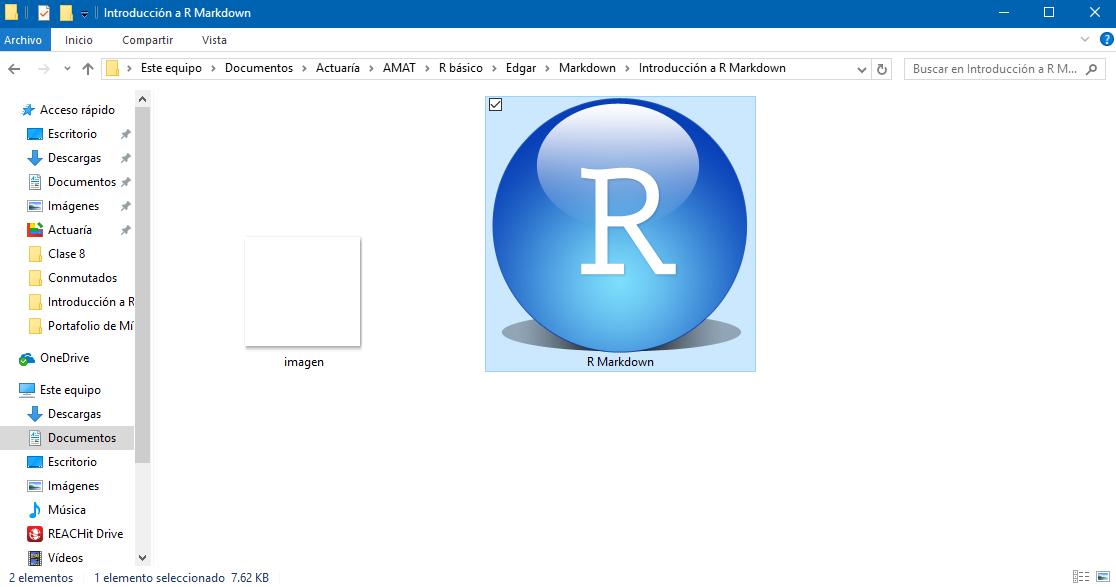 Introducción a R Markdown
Archivo Inicio Compartir Vista
Este equipo Documentos Actuaría AMAT R básico Edgar Markdown Introducción a R Markdown
Buscar en Introducción a R M...
Acceso rápido
Escritorio
Descargas
Documentos
Imágenes
Actuaría
Clase 8
Conmutados
Introducción a R
Portafolio de Mí
OneDrive
Este equipo
Descargas
Documentos
Escritorio
Imágenes
Música
REACHit Drive
Vídeos
R
imagen
R Markdown
2 elementos 1 elemento seleccionado 7.62 KB